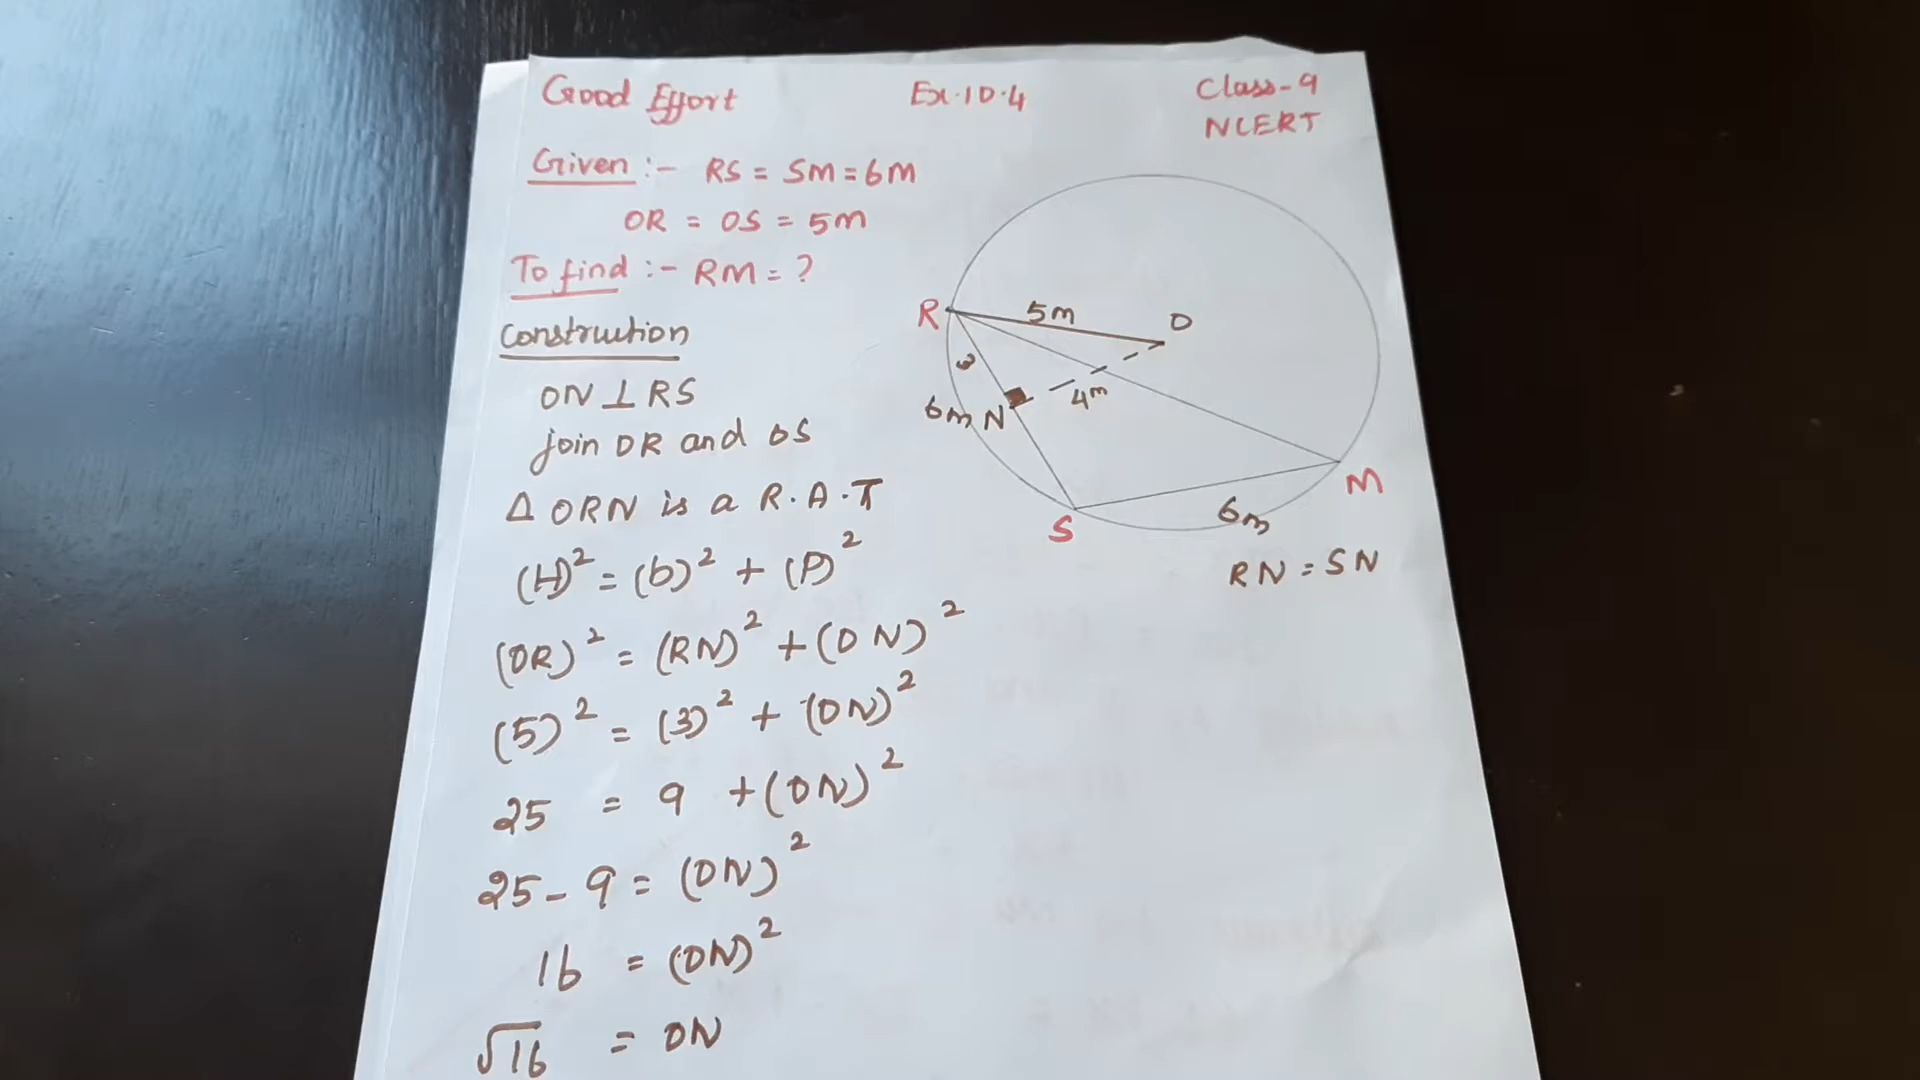 Good Effort Ex.10.4 Class-9
NCERT
Given :- RS = SM = 6m
OR = OS = 5m
To find :- RM = ?
Construction
ON ⊥ RS
join OR and OS
Δ ORN is a R.A.T
(H)² = (b)² + (P)²
(OR)² = (RN)² + (ON)²
(5)² = (3)² + (ON)²
25 = 9 + (ON)²
25 - 9 = (ON)²
16 = (ON)²
√16 = ON
R
5m
O
3
6m N
4m
M
S
6m
RN = SN